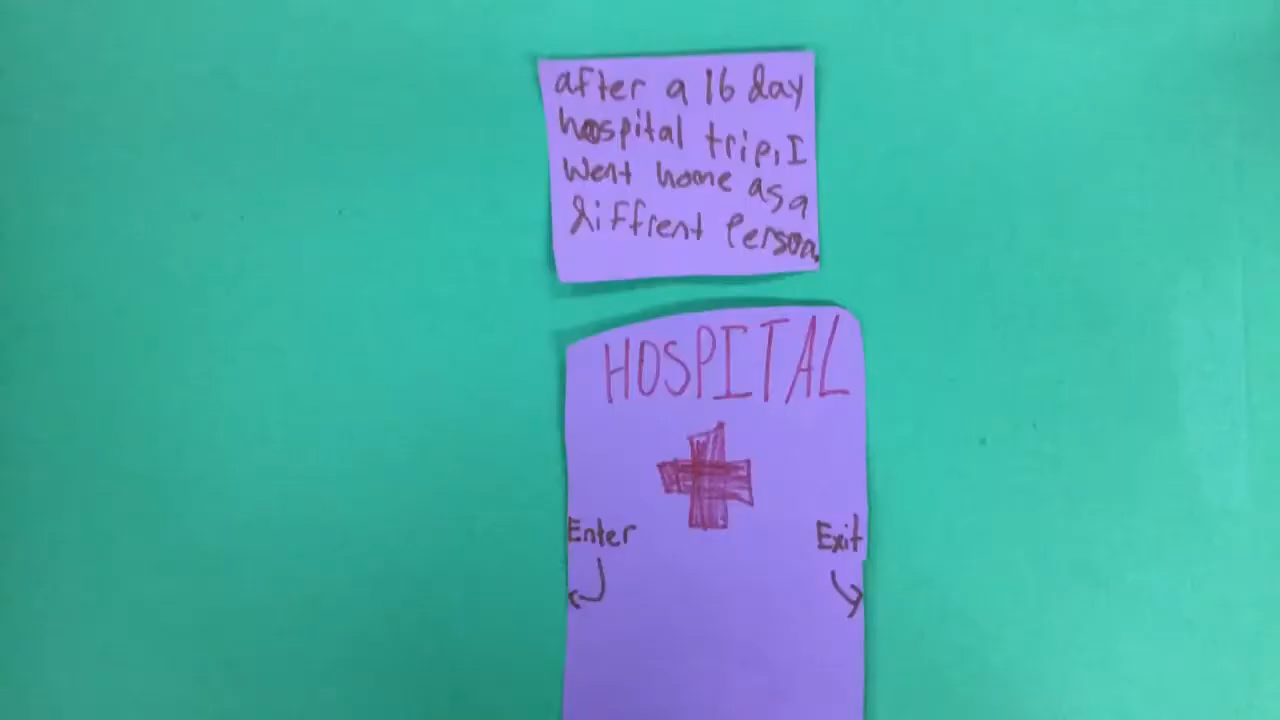 after a 16 day
hospital trip, I
went home as a
diffrent Person.
HOSPITAL
Enter
Exit